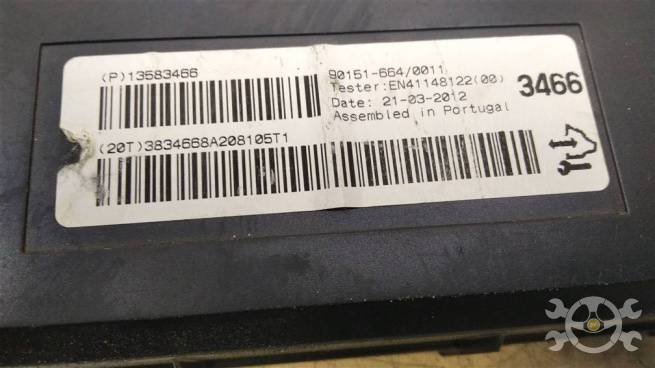 (P)13583466
90151-664/0011
Tester:EN41148122(00)
Date: 21-03-2012
Assembled in Portugal
3466
(20T)3834668A208105T1